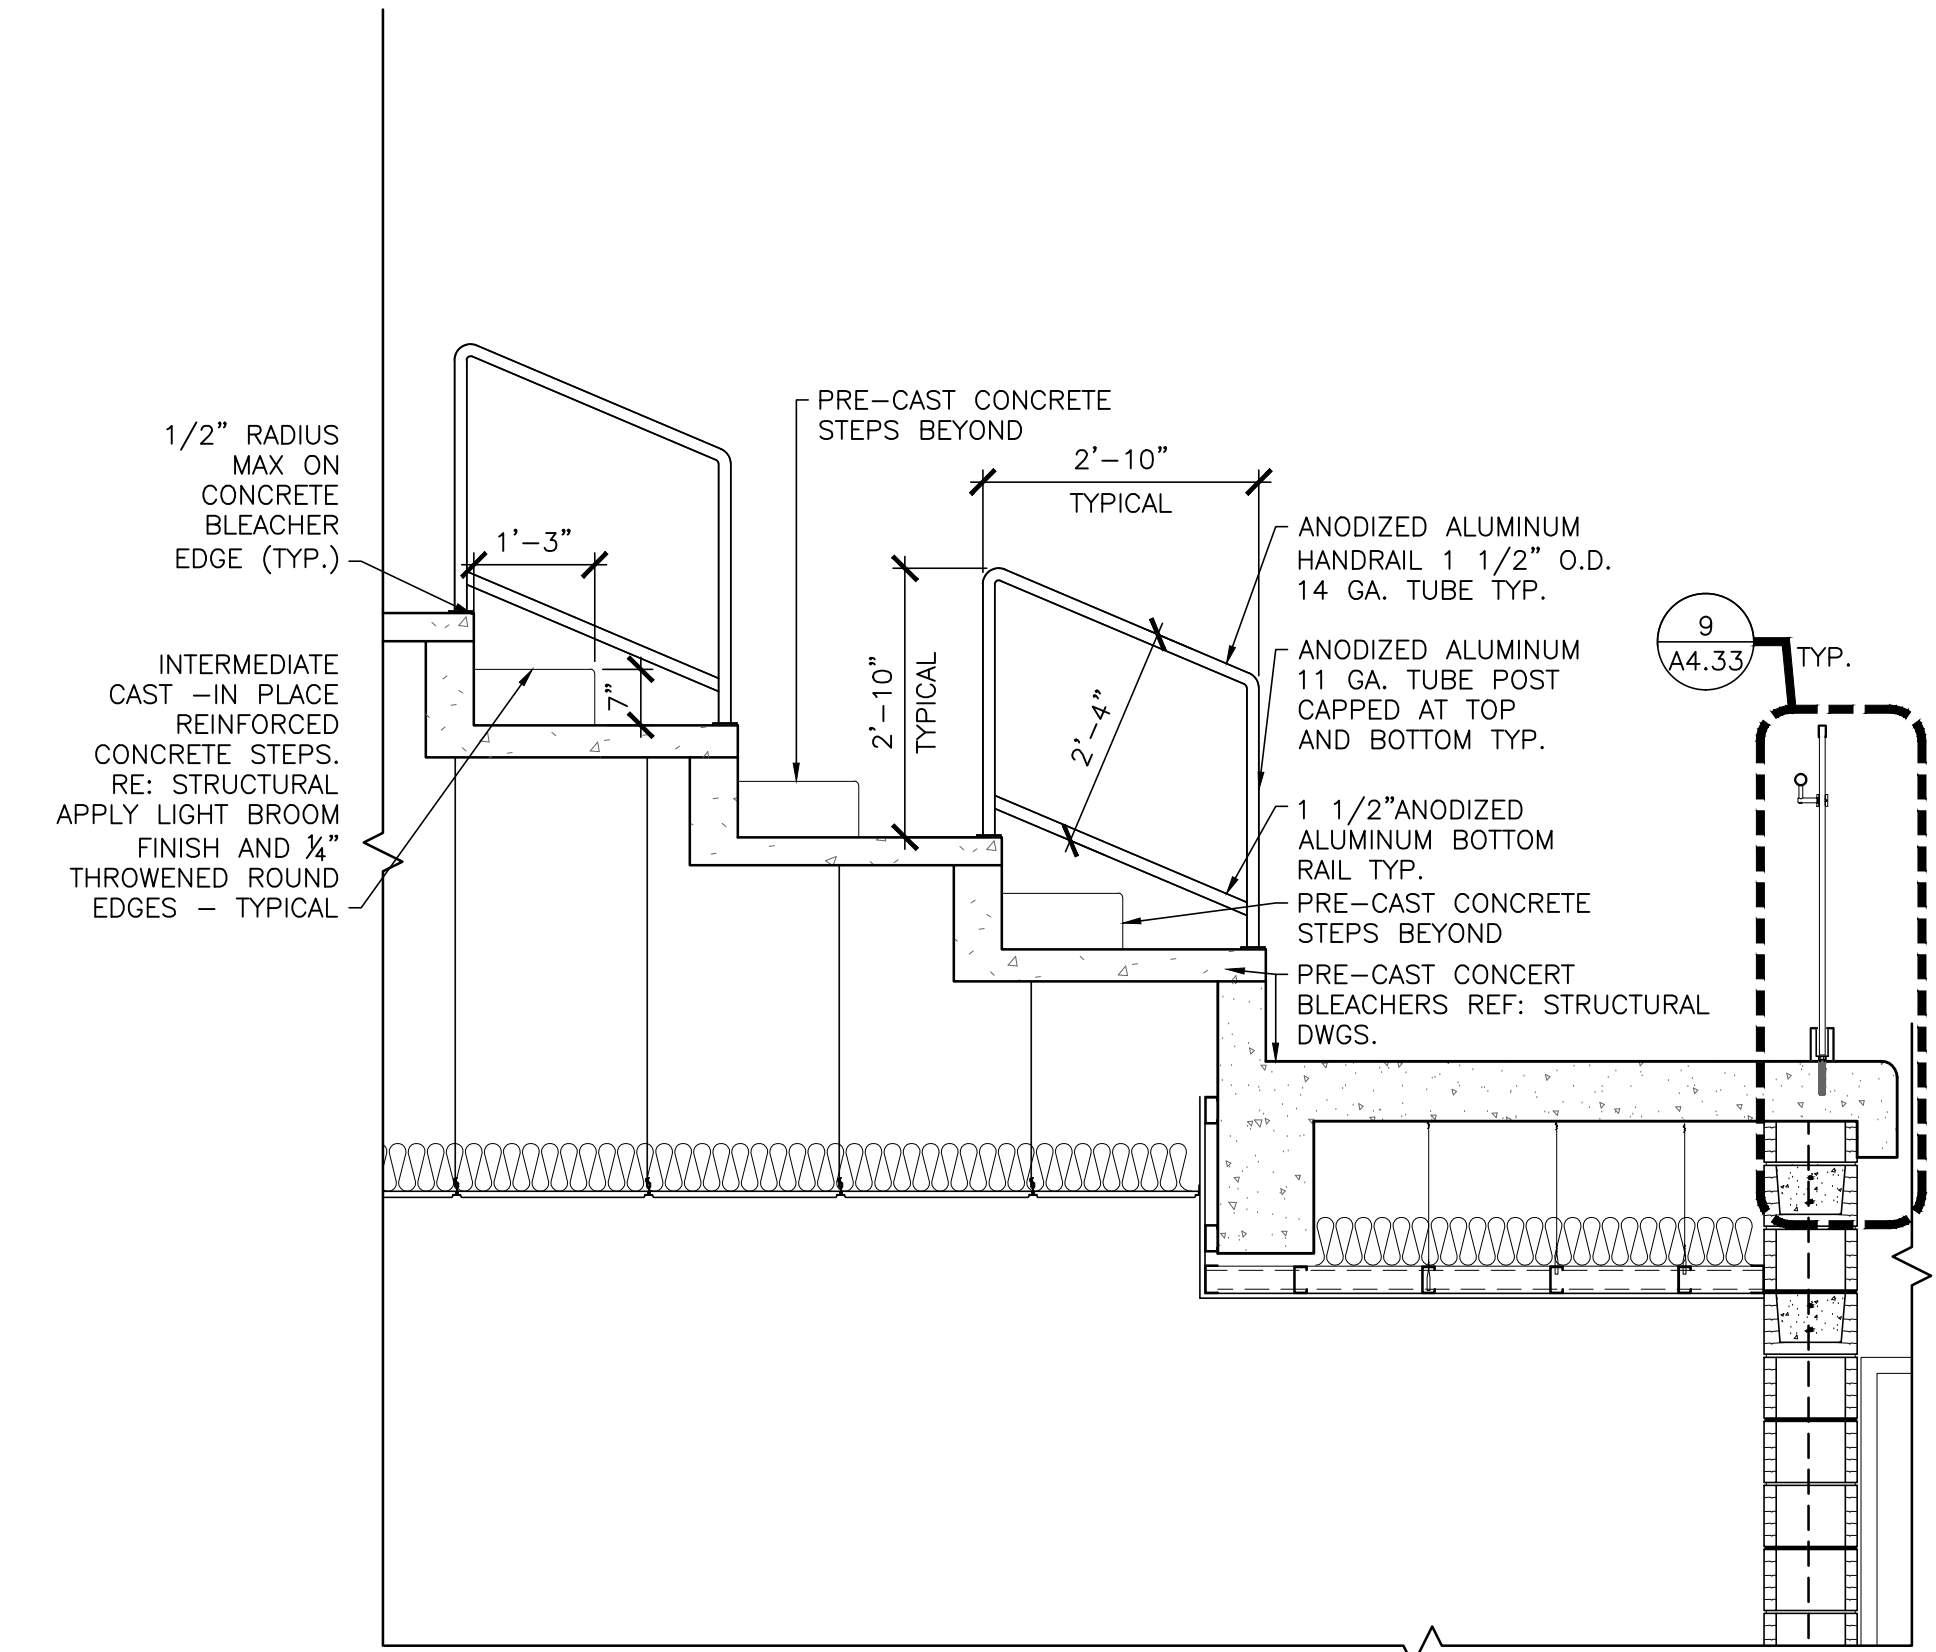 1/2" RADIUS
MAX ON
CONCRETE
BLEACHER
EDGE (TYP.)
INTERMEDIATE
CAST -IN PLACE
REINFORCED
CONCRETE STEPS.
RE: STRUCTURAL
APPLY LIGHT BROOM
FINISH AND ¼"
THROWENED ROUND
EDGES - TYPICAL
1'-3"
7"
PRE-CAST CONCRETE
STEPS BEYOND
2'-10"
TYPICAL
2'-10"
TYPICAL
2'-4"
ANODIZED ALUMINUM
HANDRAIL 1 1/2" O.D.
14 GA. TUBE TYP.
ANODIZED ALUMINUM
11 GA. TUBE POST
CAPPED AT TOP
AND BOTTOM TYP.
1 1/2"ANODIZED
ALUMINUM BOTTOM
RAIL TYP.
PRE-CAST CONCRETE
STEPS BEYOND
PRE-CAST CONCERT
BLEACHERS REF: STRUCTURAL
DWGS.
9
A4.33
TYP.